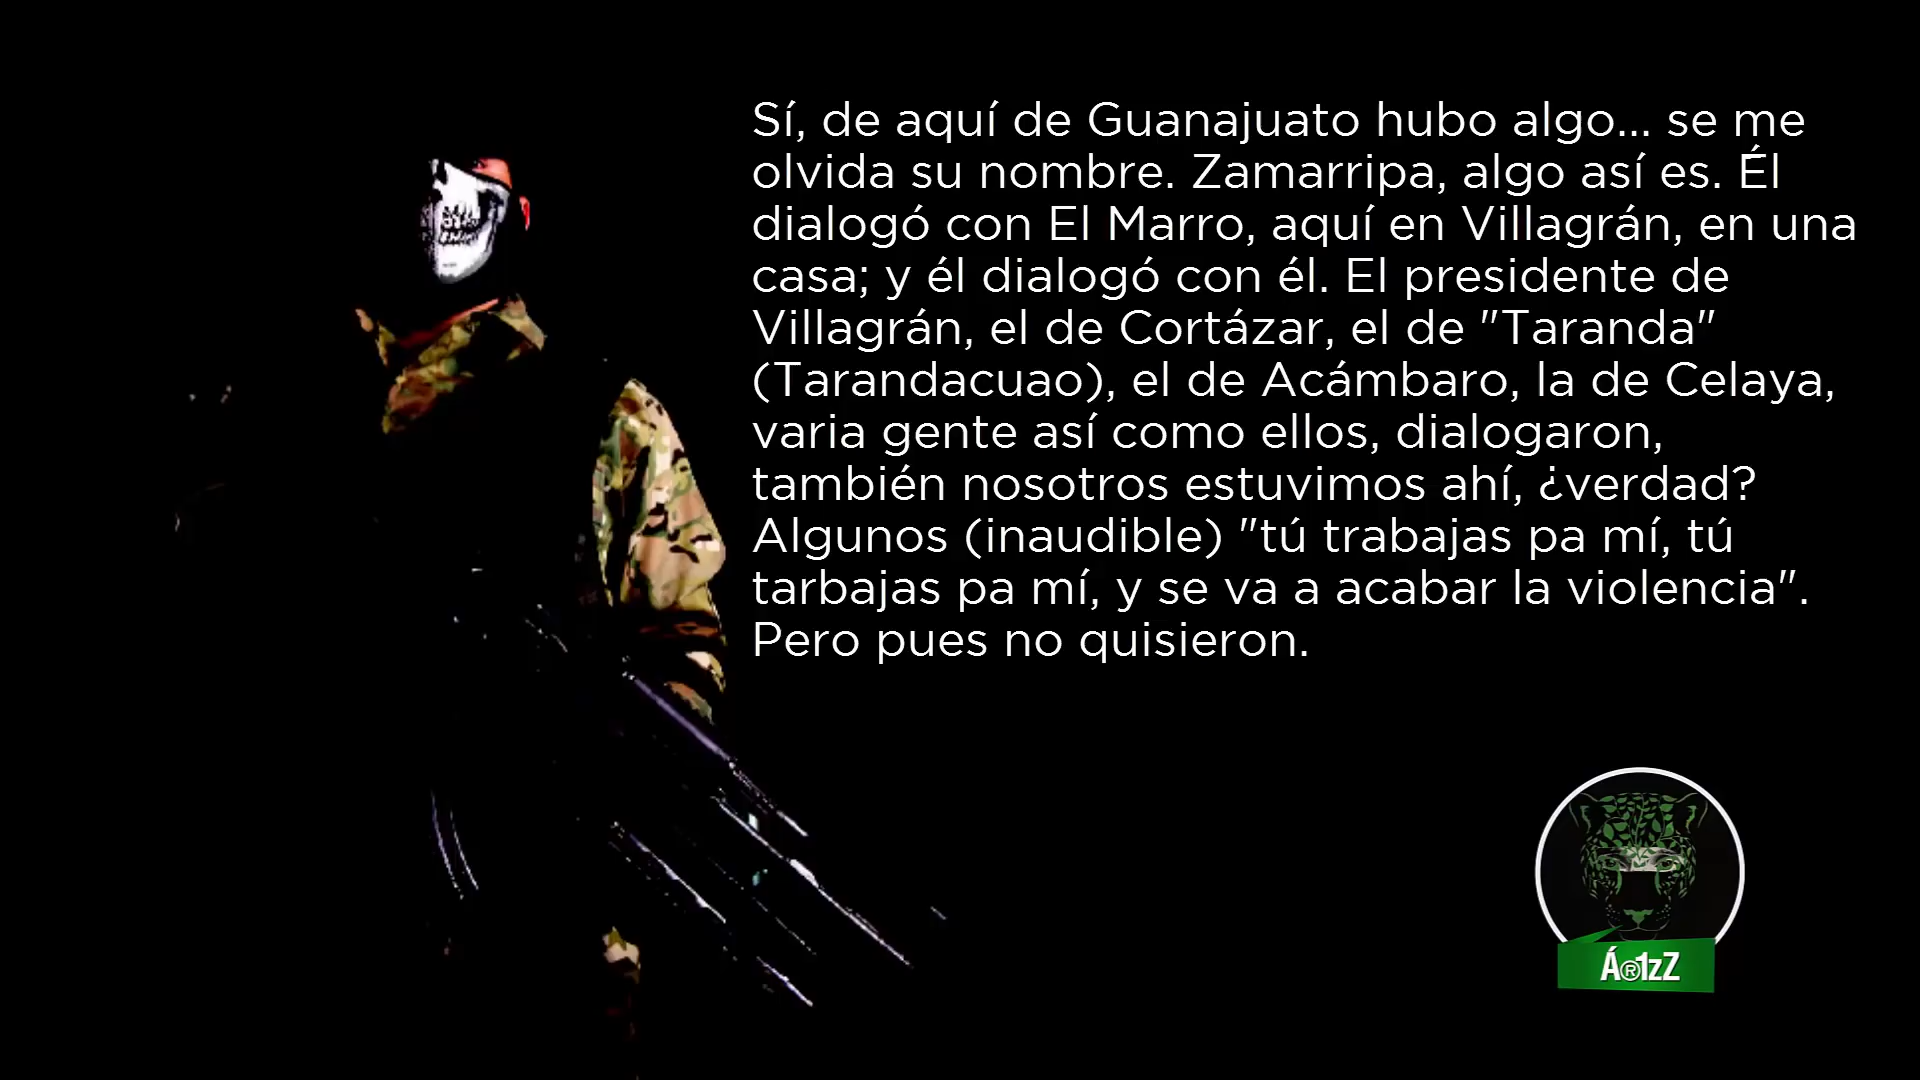 Sí, de aquí de Guanajuato hubo algo... se me
olvida su nombre. Zamarripa, algo así es. Él
dialogó con El Marro, aquí en Villagrán, en una
casa; y él dialogó con él. El presidente de
Villagrán, el de Cortázar, el de "Taranda"
(Tarandacuao), el de Acámbaro, la de Celaya,
varia gente así como ellos, dialogaron,
también nosotros estuvimos ahí, ¿verdad?
Algunos (inaudible) "tú trabajas pa mí, tú
tarbajas pa mí, y se va a acabar la violencia".
Pero pues no quisieron.
Á®1zZ